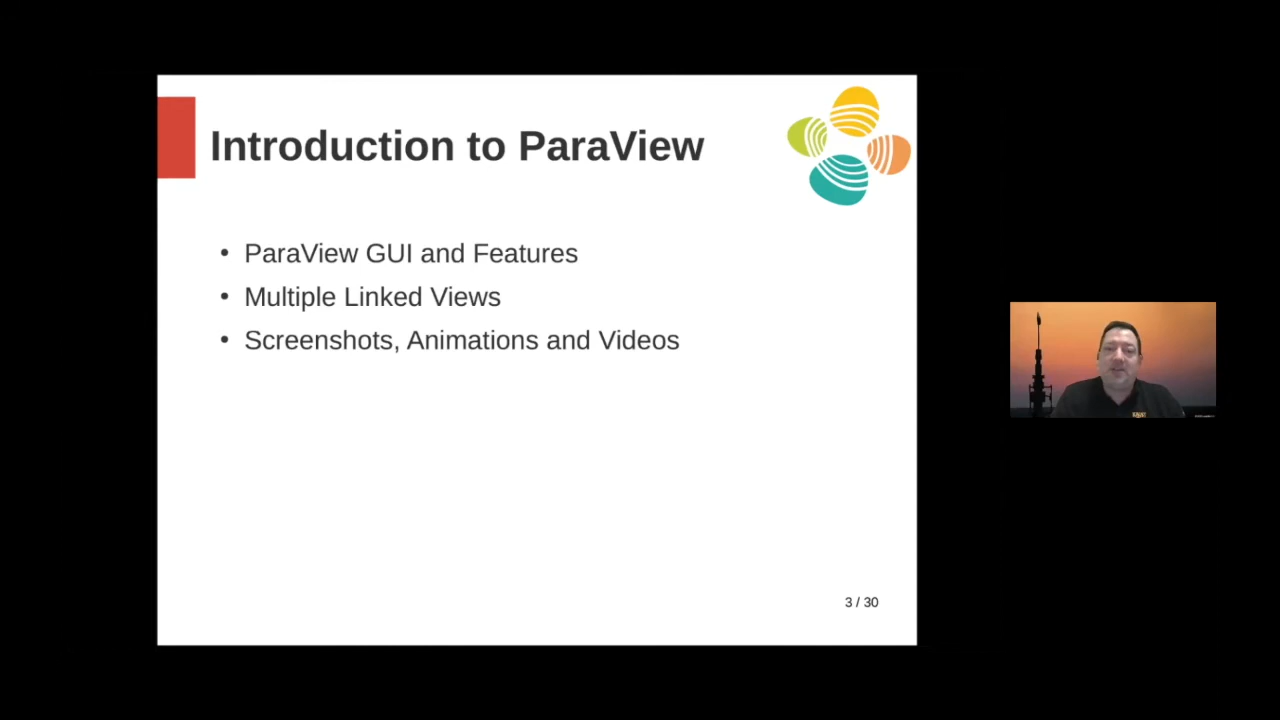 Introduction to ParaView
• ParaView GUI and Features
• Multiple Linked Views
• Screenshots, Animations and Videos
3 / 30